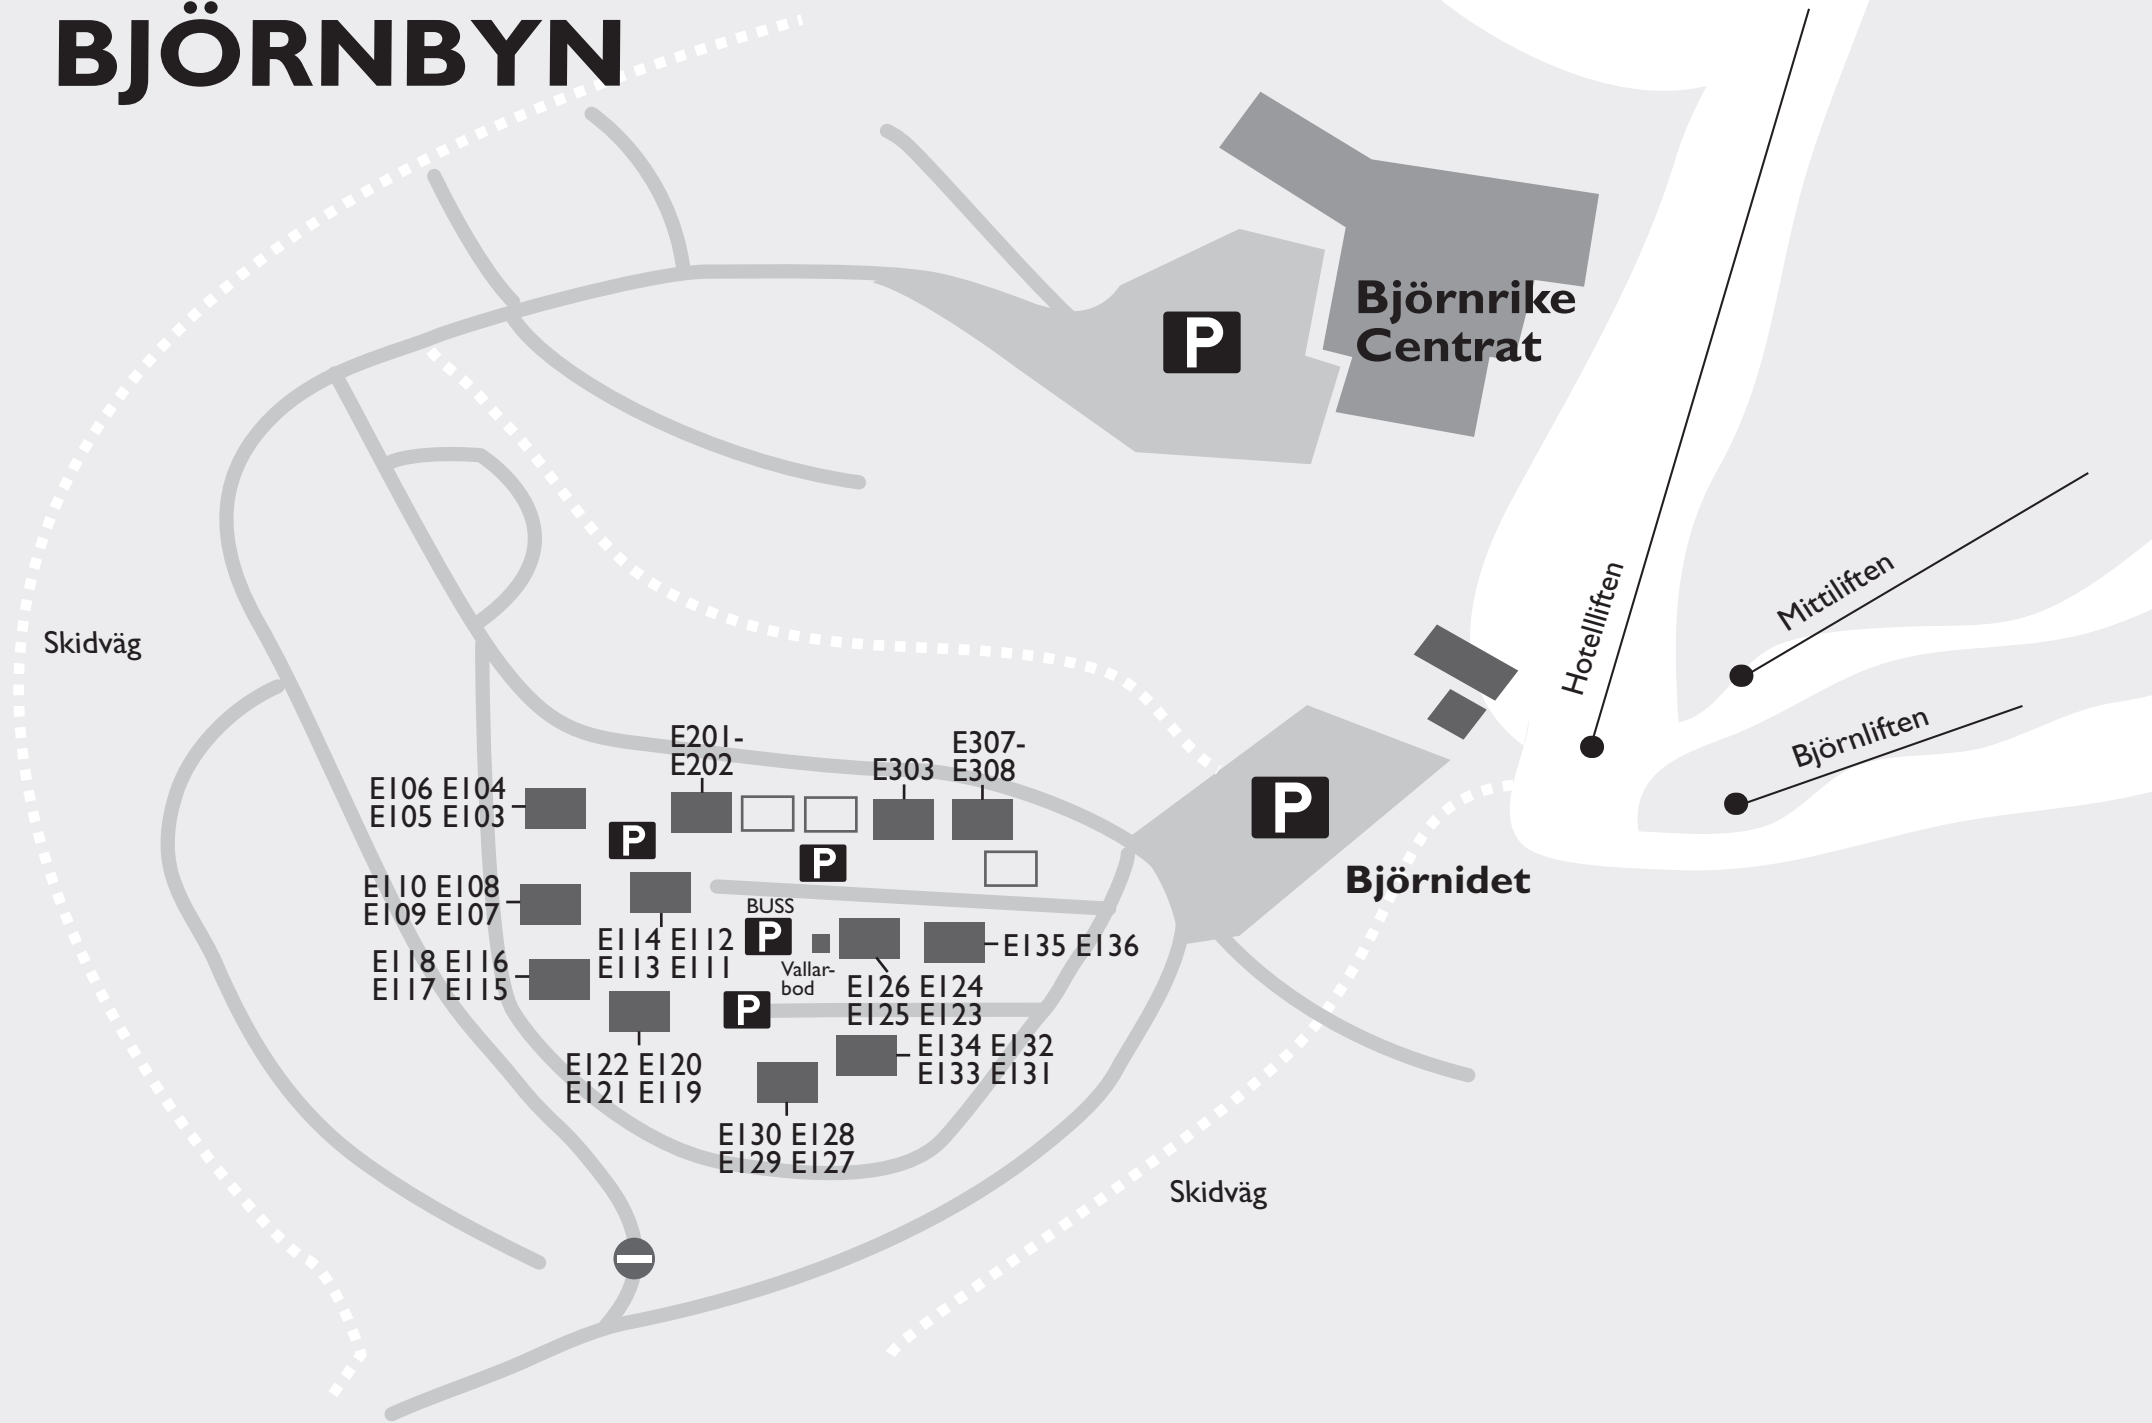 BJÖRNBYN
P
Björnrike
Centrat
Hotellliften
Mittiliften
Björnliften
Skidväg
E201-
E202
E303
E307-
E308
E106 E104
E105 E103
P
P
P
Björnidet
E110 E108
E109 E107
E114 E112
E113 E111
BUSS
P
Vallar-
bod
E135 E136
E118 E116
E117 E115
E126 E124
E125 E123
P
E122 E120
E121 E119
E134 E132
E133 E131
E130 E128
E129 E127
Skidväg